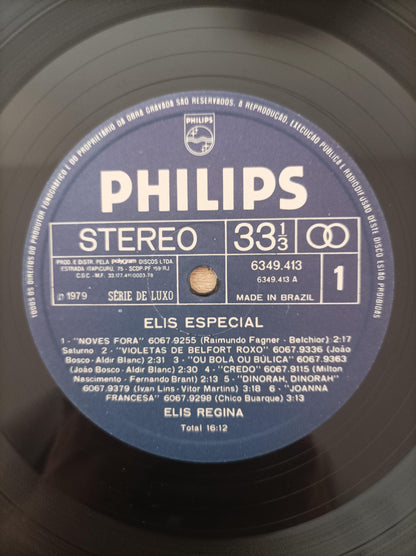 TODOS OS DIREITOS DO PRODUTOR FONOGRÁFICO E DO PROPRIETÁRIO DA OBRA GRAVADA SÃO RESERVADOS. A REPRODUÇÃO, EXECUÇÃO PÚBLICA E RADIODIFUSÃO DESTE DISCO ESTÃO PROIBIDAS
PHILIPS
PHILIPS
STEREO 33 1/3
PROD. E DISTR. PELA polygram DISCOS LTDA
(ESTRADA ITAPICURU, 75 - SCDP PF 159 RJ)
C.G.C.-M.F. 33.177.411.0003-78
6349.413
6349.413 A
1
℗ 1979 SÉRIE DE LUXO MADE IN BRAZIL
ELIS ESPECIAL
1 - "NOVES FORA" 6067.9255 (Raimundo Fagner - Belchior) 2:17
Saturno 2 - "VIOLETAS DE BELFORT ROXO" 6067.9336 (João
Bosco - Aldir Blanc) 2:31 3 - "OU BOLA OU BÚLICA" 6067.9363
(João Bosco - Aldir Blanc) 2:30 4 - "CREDO" 6067.9115 (Milton
Nascimento - Fernando Brant) 2:13 5 - "DINORAH, DINORAH"
6067.9379 (Ivan Lins - Vitor Martins) 3:18 6 - "JOANNA
FRANCESA" 6067.9298 (Chico Buarque) 3:13
ELIS REGINA
Total 16:12